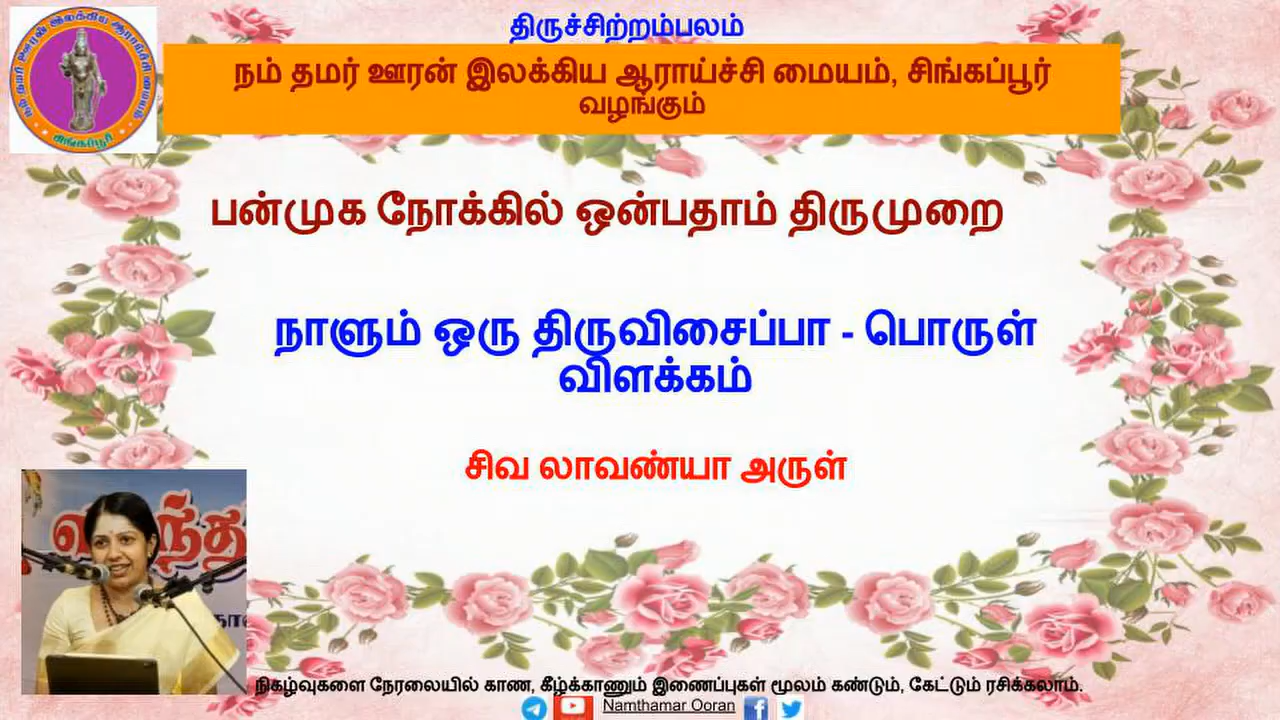 திருச்சிற்றம்பலம்
நம் தமர் ஊரன் இலக்கிய ஆராய்ச்சி மையம், சிங்கப்பூர்
வழங்கும்
பன்முக நோக்கில் ஒன்பதாம் திருமுறை
நாளும் ஒரு திருவிசைப்பா - பொருள்
விளக்கம்
சிவ லாவண்யா அருள்
நிகழ்வுகளை நேரலையில் காண, கீழ்க்காணும் இணைப்புகள் மூலம் கண்டும், கேட்டும் ரசிக்கலாம்.
Namthamar Ooran